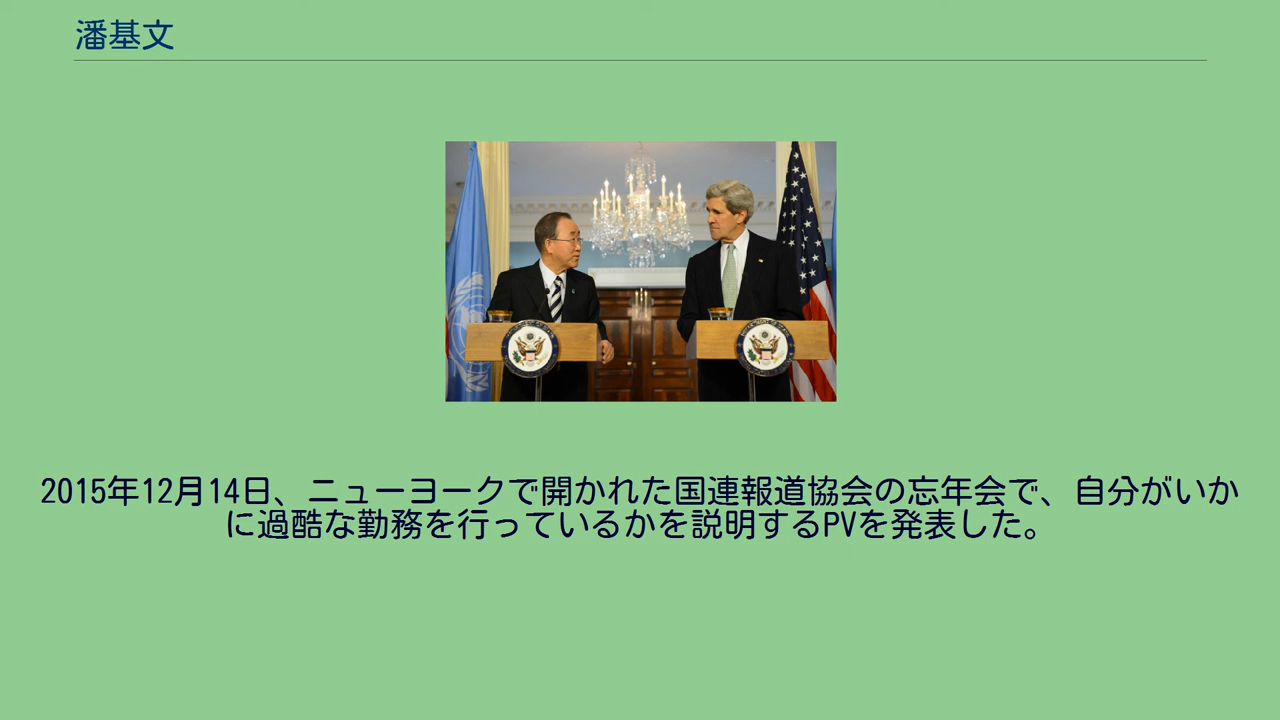 潘基文
2015年12月14日、ニューヨークで開かれた国連報道協会の忘年会で、自分がいか
に過酷な勤務を行っているかを説明するPVを発表した。